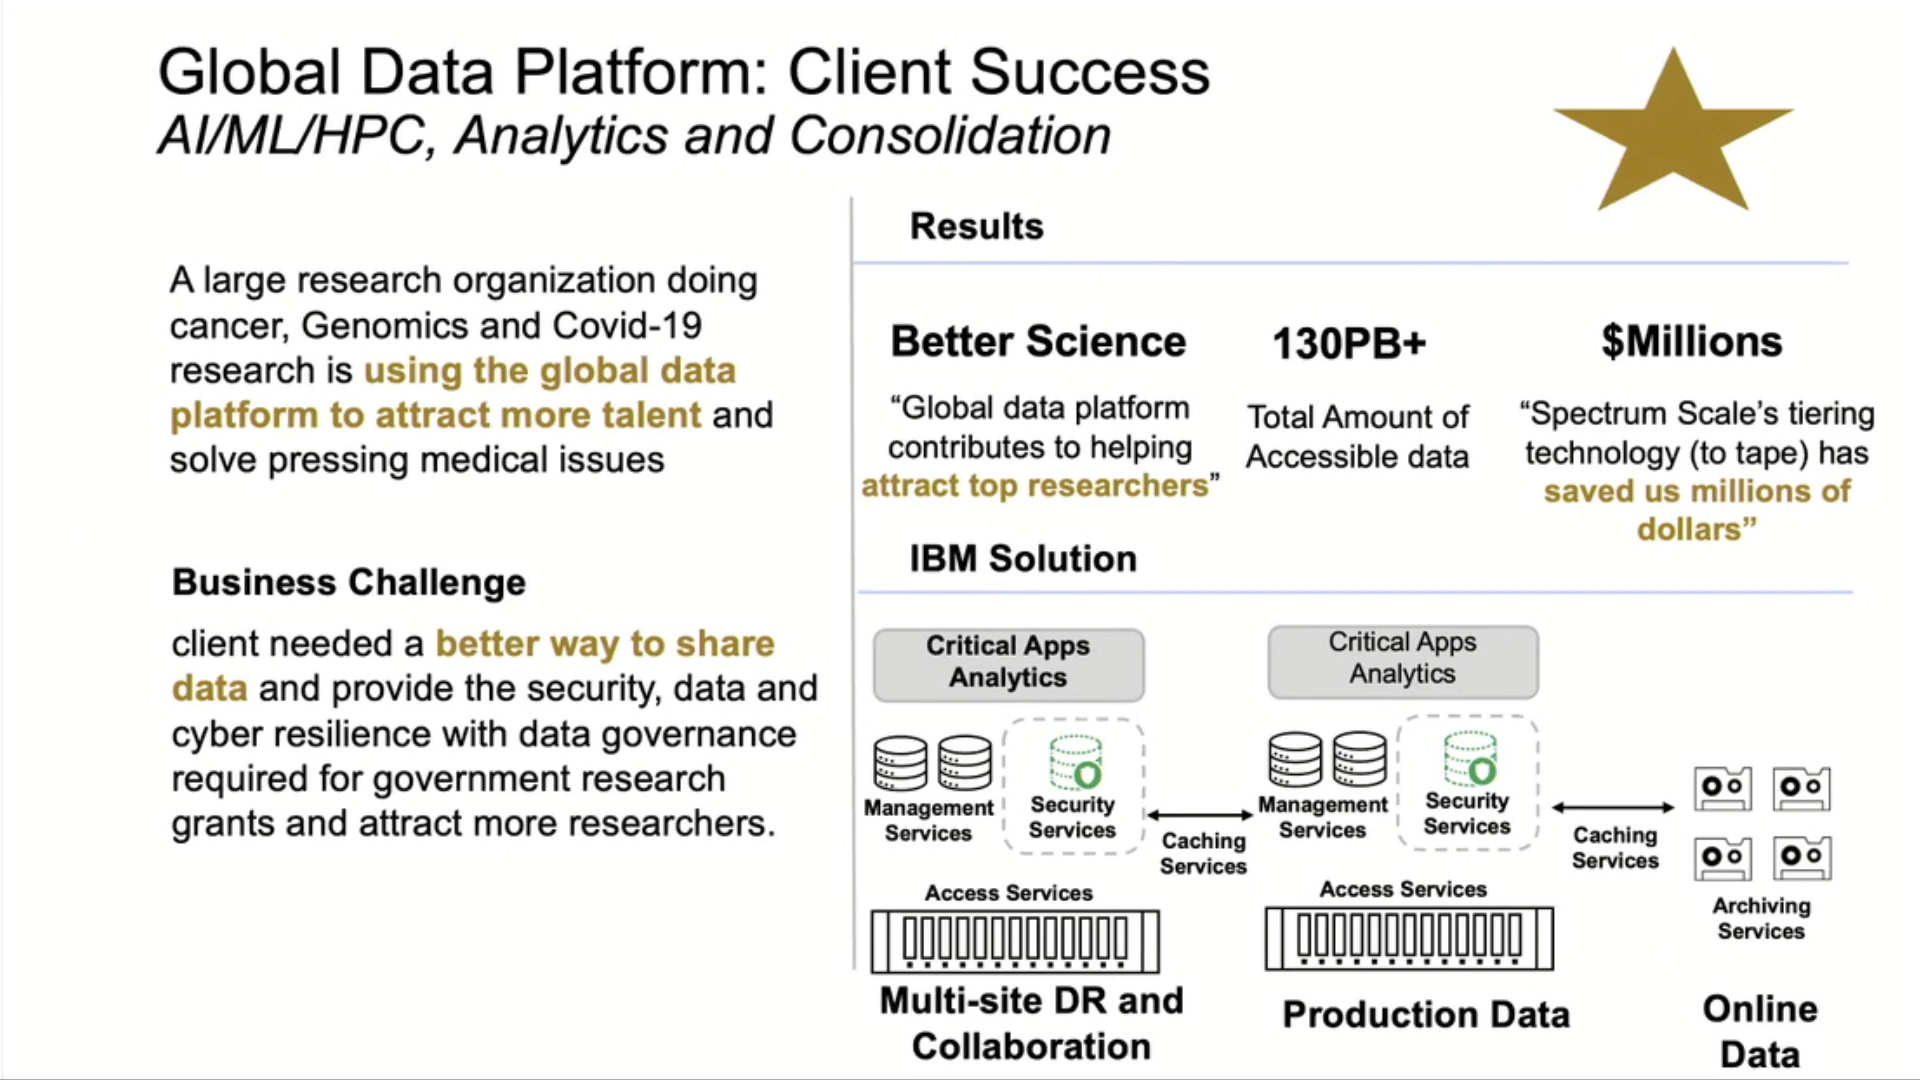 Global Data Platform: Client Success
AI/ML/HPC, Analytics and Consolidation
A large research organization doing
cancer, Genomics and Covid-19
research is using the global data
platform to attract more talent and
solve pressing medical issues
Business Challenge
client needed a better way to share
data and provide the security, data and
cyber resilience with data governance
required for government research
grants and attract more researchers.
Results
Better Science
“Global data platform
contributes to helping
attract top researchers”
130PB+
Total Amount of
Accessible data
$Millions
“Spectrum Scale’s tiering
technology (to tape) has
saved us millions of
dollars”
IBM Solution
Critical Apps
Analytics
Management
Services
Security
Services
Access Services
Multi-site DR and
Collaboration
Caching
Services
Critical Apps
Analytics
Management
Services
Security
Services
Access Services
Production Data
Caching
Services
Archiving
Services
Online
Data